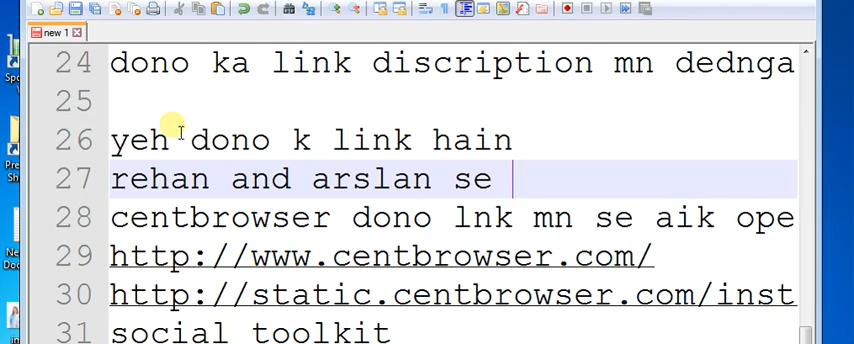 new 1
24 dono ka link discription mn dednga
25
26 yeh dono k link hain
27 rehan and arslan se
28 centbrowser dono lnk mn se aik ope
29 http://www.centbrowser.com/
30 http://static.centbrowser.com/inst
31 social toolkit